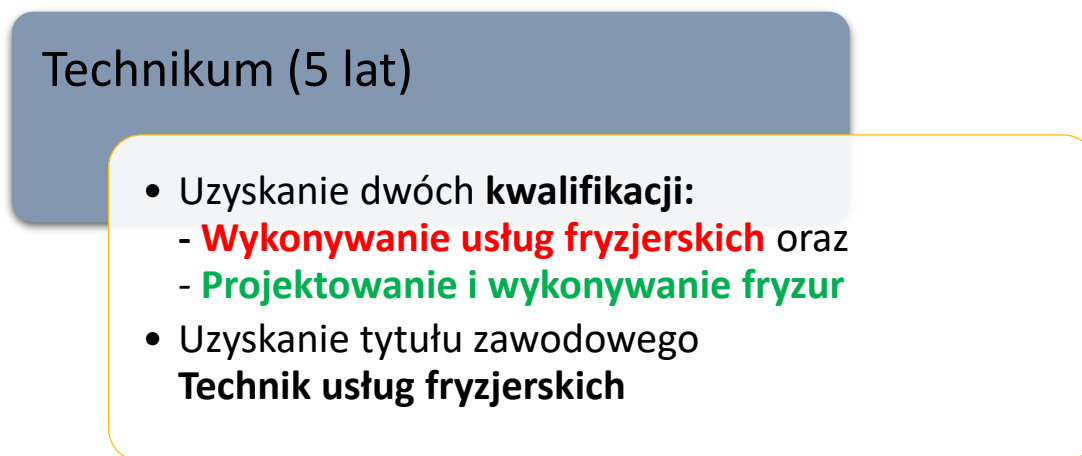 Technikum (5 lat)
• Uzyskanie dwóch kwalifikacji:
- Wykonywanie usług fryzjerskich oraz
- Projektowanie i wykonywanie fryzur
• Uzyskanie tytułu zawodowego
Technik usług fryzjerskich